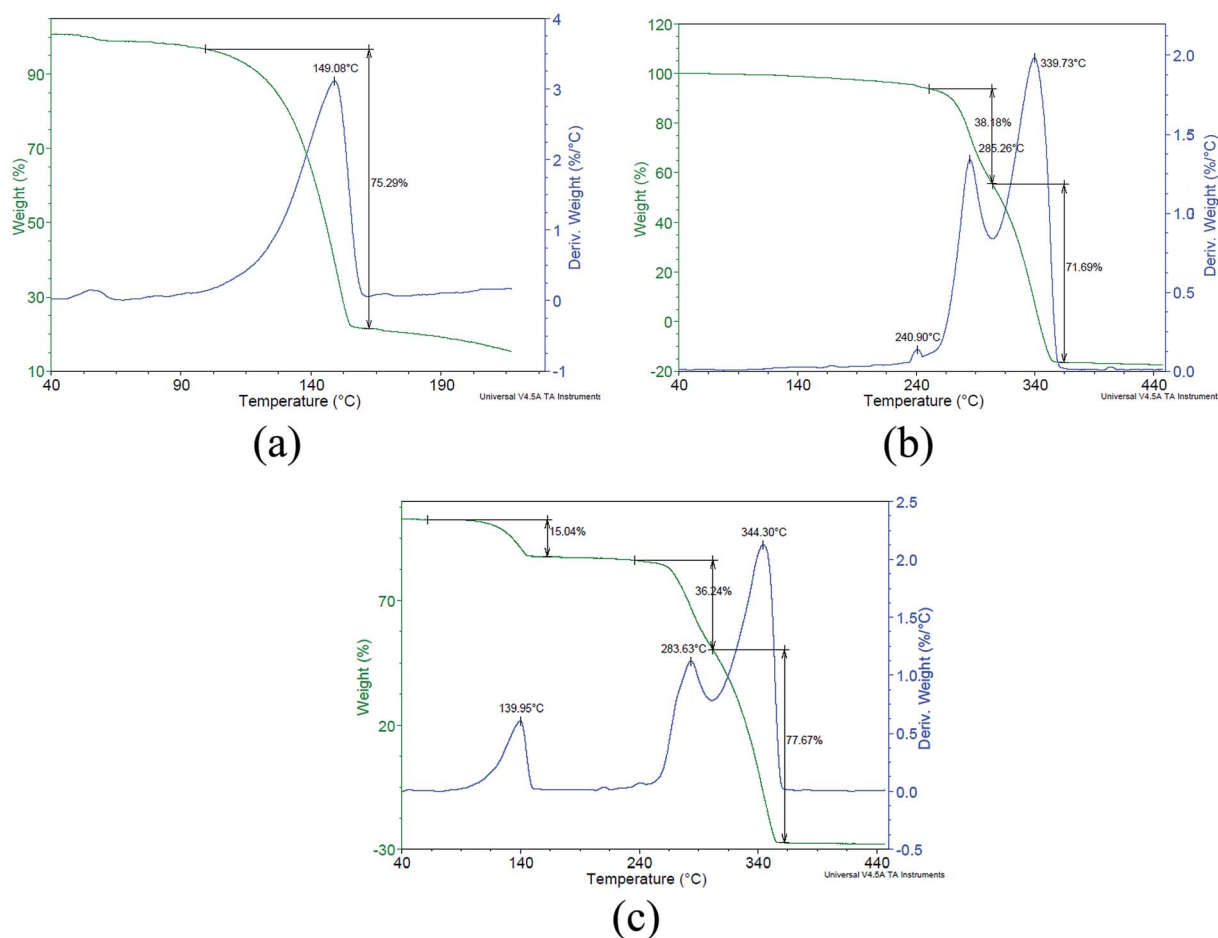 149.08°C
75.29%
Weight (%)
Deriv. Weight (%/°C)
90
70
50
30
10
4
3
2
1
0
-1
40
90
140
190
Temperature (°C)
Universal V4.5A TA Instruments
(a)
339.73°C
38.18%
285.26°C
71.69%
240.90°C
Weight (%)
Deriv. Weight (%/°C)
120
100
80
60
40
20
0
-20
2.0
1.5
1.0
0.5
0.0
40
140
240
340
440
Temperature (°C)
Universal V4.5A TA Instruments
(b)
15.04%
344.30°C
36.24%
283.63°C
139.95°C
77.67%
Weight (%)
Deriv. Weight (%/°C)
70
20
-30
2.5
2.0
1.5
1.0
0.5
0.0
-0.5
40
140
240
340
440
Temperature (°C)
Universal V4.5A TA Instruments
(c)